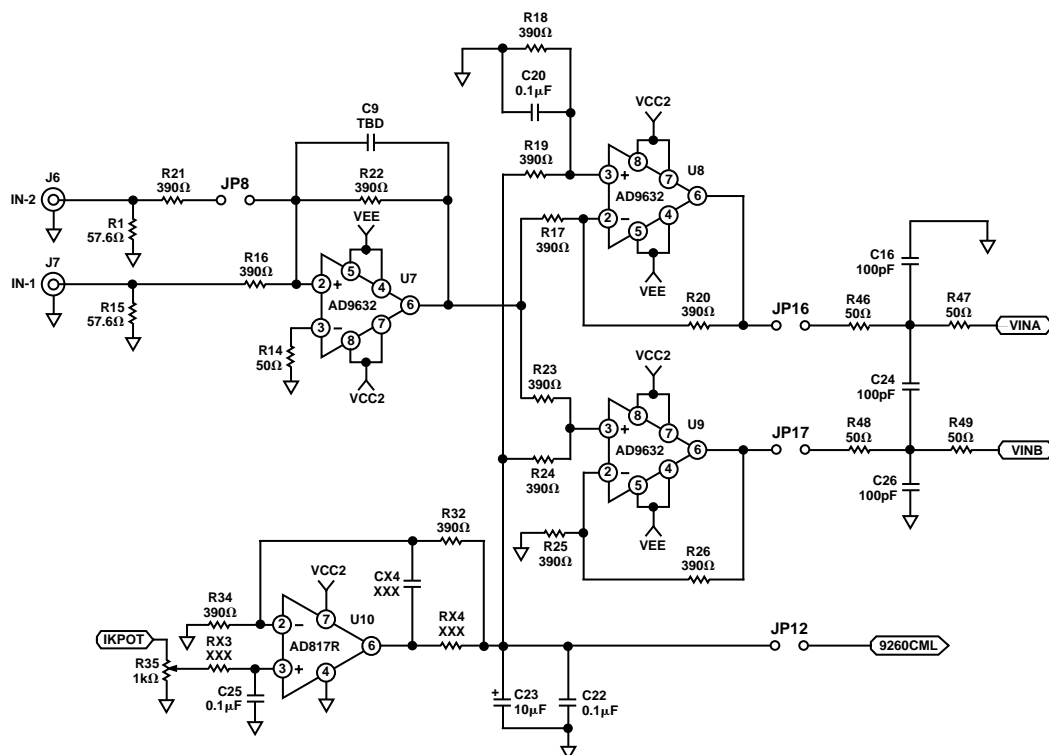 R18
390Ω
C20
0.1µF
VCC2
C9
TBD
R19
390Ω
8
3
+
U8
7
AD9632
6
J6
R21
390Ω
JP8
R22
390Ω
IN-2
R1
57.6Ω
VEE
R17
390Ω
2
−
4
5
VEE
C16
100pF
J7
R16
390Ω
5
U7
4
2
+
IN-1
AD9632
6
R15
57.6Ω
3
−
7
8
R14
50Ω
VCC2
R20
390Ω
JP16
R46
50Ω
R47
50Ω
VINA
R23
390Ω
VCC2
C24
100pF
8
U9
7
3
+
AD9632
6
JP17
R48
50Ω
R49
50Ω
VINB
R24
390Ω
2
−
4
5
VEE
C26
100pF
R25
390Ω
R26
390Ω
R32
390Ω
CX4
XXX
VCC2
R34
390Ω
2
−
7
U10
RX4
XXX
AD817R
6
IKPOT
RX3
XXX
R35
1kΩ
3
+
4
C25
0.1µF
JP12
9260CML
+
C23
10µF
C22
0.1µF